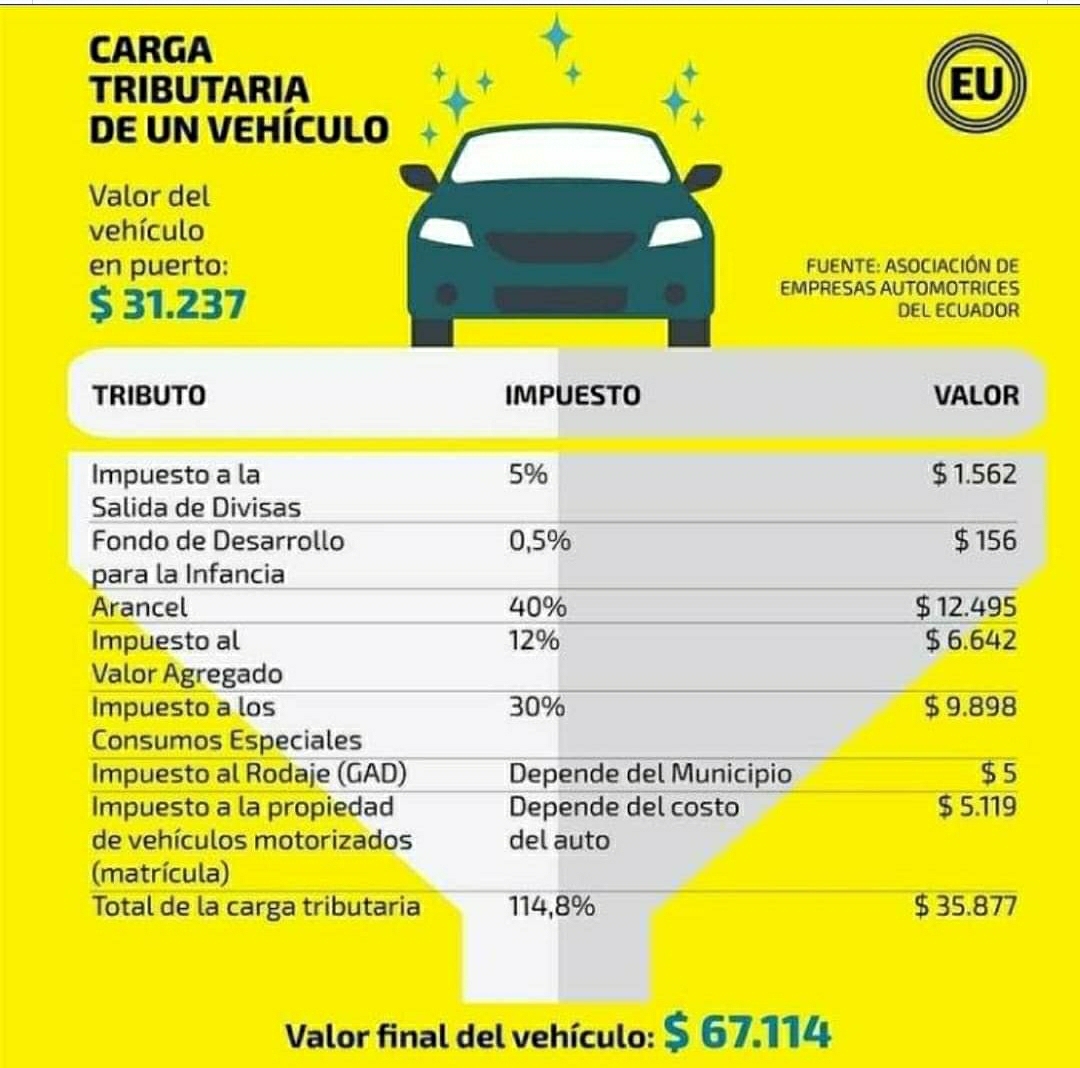 CARGA
TRIBUTARIA
DE UN VEHÍCULO
EU
Valor del
vehículo
en puerto:
$ 31.237
FUENTE: ASOCIACIÓN DE
EMPRESAS AUTOMOTRICES
DEL ECUADOR
TRIBUTO IMPUESTO VALOR
Impuesto a la 5% $ 1.562
Salida de Divisas
Fondo de Desarrollo 0,5% $ 156
para la Infancia
Arancel 40% $ 12.495
Impuesto al 12% $ 6.642
Valor Agregado
Impuesto a los 30% $ 9.898
Consumos Especiales
Impuesto al Rodaje (GAD) Depende del Municipio $ 5
Impuesto a la propiedad Depende del costo $ 5.119
de vehículos motorizados del auto
(matrícula)
Total de la carga tributaria 114,8% $ 35.877
Valor final del vehículo: $ 67.114